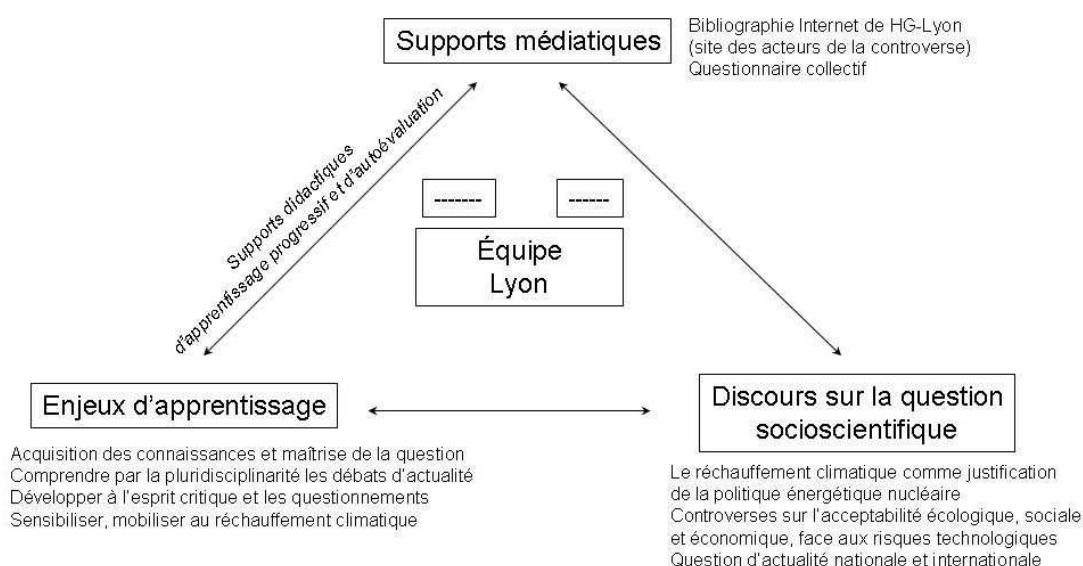 Supports médiatiques
Bibliographie Internet de HG-Lyon
(site des acteurs de la controverse)
Questionnaire collectif
Supports didactiques
d'apprentissage progressif et d'autoévaluation
------- ------
Équipe
Lyon
Enjeux d'apprentissage
Acquisition des connaissances et maîtrise de la question
Comprendre par la pluridisciplinarité les débats d'actualité
Développer à l'esprit critique et les questionnements
Sensibiliser, mobiliser au réchauffement climatique
Discours sur la question
socioscientifique
Le réchauffement climatique comme justification
de la politique énergétique nucléaire
Controverses sur l'acceptabilité écologique, sociale
et économique, face aux risques technologiques
Question d'actualité nationale et internationale